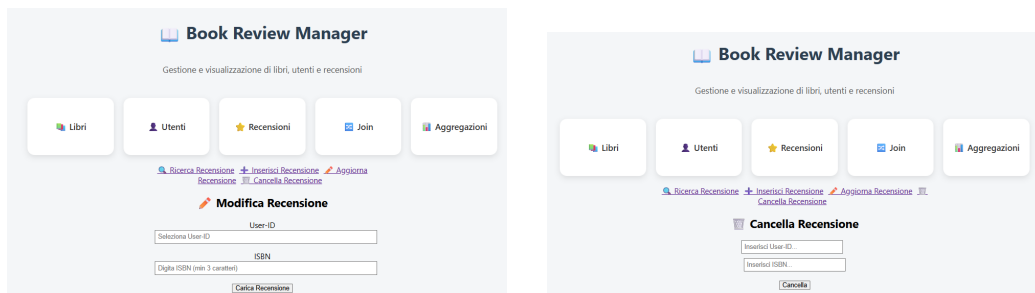 Book Review Manager
Gestione e visualizzazione di libri, utenti e recensioni
Libri
Utenti
Recensioni
Join
Aggregazioni
Ricerca Recensione Inserisci Recensione Aggiorna
Recensione Cancella Recensione
Modifica Recensione
User-ID
Seleziona User-ID
ISBN
Digita ISBN (min 3 caratteri)
Carica Recensione
Book Review Manager
Gestione e visualizzazione di libri, utenti e recensioni
Libri
Utenti
Recensioni
Join
Aggregazioni
Ricerca Recensione Inserisci Recensione Aggiorna Recensione
Cancella Recensione
Cancella Recensione
Inserisci User-ID...
Inserisci ISBN...
Cancella